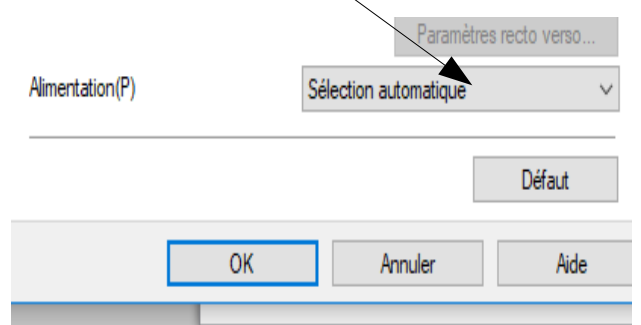 Paramètres recto verso...
Alimentation(P) Sélection automatique
Défaut
OK Annuler Aide